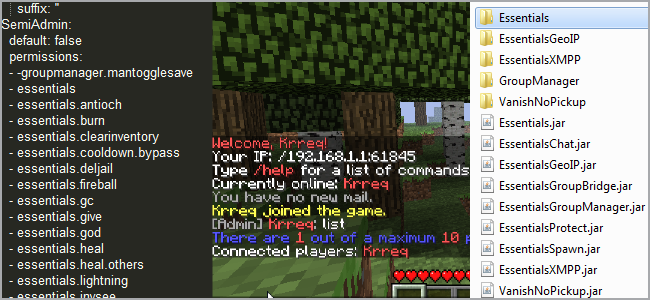 suffix: ''
SemiAdmin:
default: false
permissions:
- -groupmanager.mantogglesave
- essentials
- essentials.antioch
- essentials.burn
- essentials.clearinventory
- essentials.cooldown.bypass
- essentials.deljail
- essentials.fireball
- essentials.gc
- essentials.give
- essentials.god
- essentials.heal
- essentials.heal.others
- essentials.lightning
- essentials.invsee
Welcome, Krreq!
Your IP: /192.168.1.1:61845
Type /help for a list of commands
Currently online: Krreq
You have no new mail.
Krreq joined the game.
[Admin] Krreq: list
There are 1 out of a maximum 10 p
Connected players: Krreq
Essentials
EssentialsGeoIP
EssentialsXMPP
GroupManager
VanishNoPickup
Essentials.jar
EssentialsChat.jar
EssentialsGeoIP.jar
EssentialsGroupBridge.jar
EssentialsGroupManager.jar
EssentialsProtect.jar
EssentialsSpawn.jar
EssentialsXMPP.jar
VanishNoPickup.jar